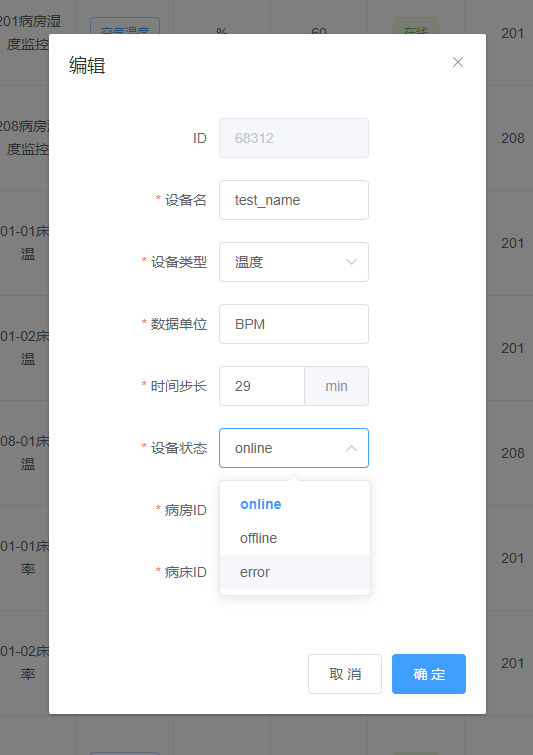 编辑
ID 68312
* 设备名 test_name
* 设备类型 温度
* 数据单位 BPM
* 时间步长 29 min
* 设备状态 online
online
* 病房ID
offline
* 病床ID error
取 消 确 定
201病房湿
度监控
空气湿度 % 60 在线 201
208病房
度监控 208
01-01床
温 201
01-02床
温 201
08-01床
温 208
01-01床
率 201
01-02床
率 201